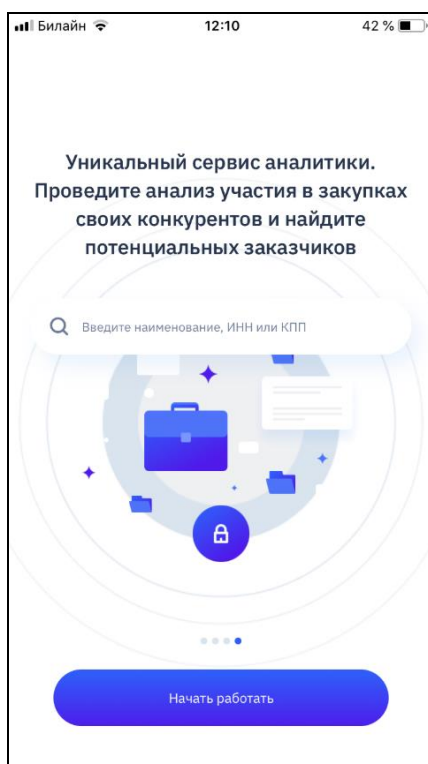 Билайн 12:10 42 %
Уникальный сервис аналитики.
Проведите анализ участия в закупках
своих конкурентов и найдите
потенциальных заказчиков
Введите наименование, ИНН или КПП
Начать работать